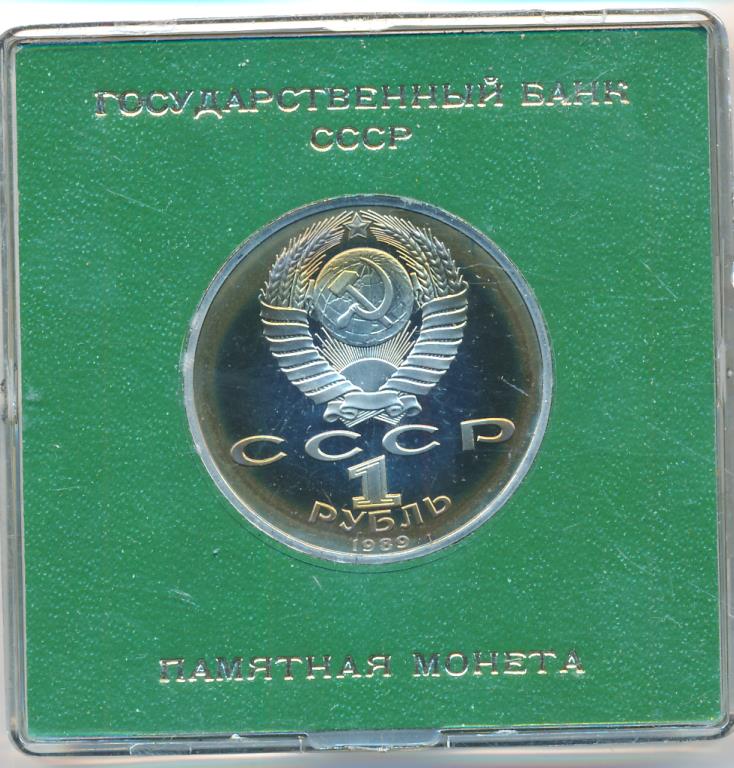 ГОСУДАРСТВЕННЫЙ БАНК
СССР
СССР
1
РУБЛЬ
1989
ПАМЯТНАЯ МОНЕТА